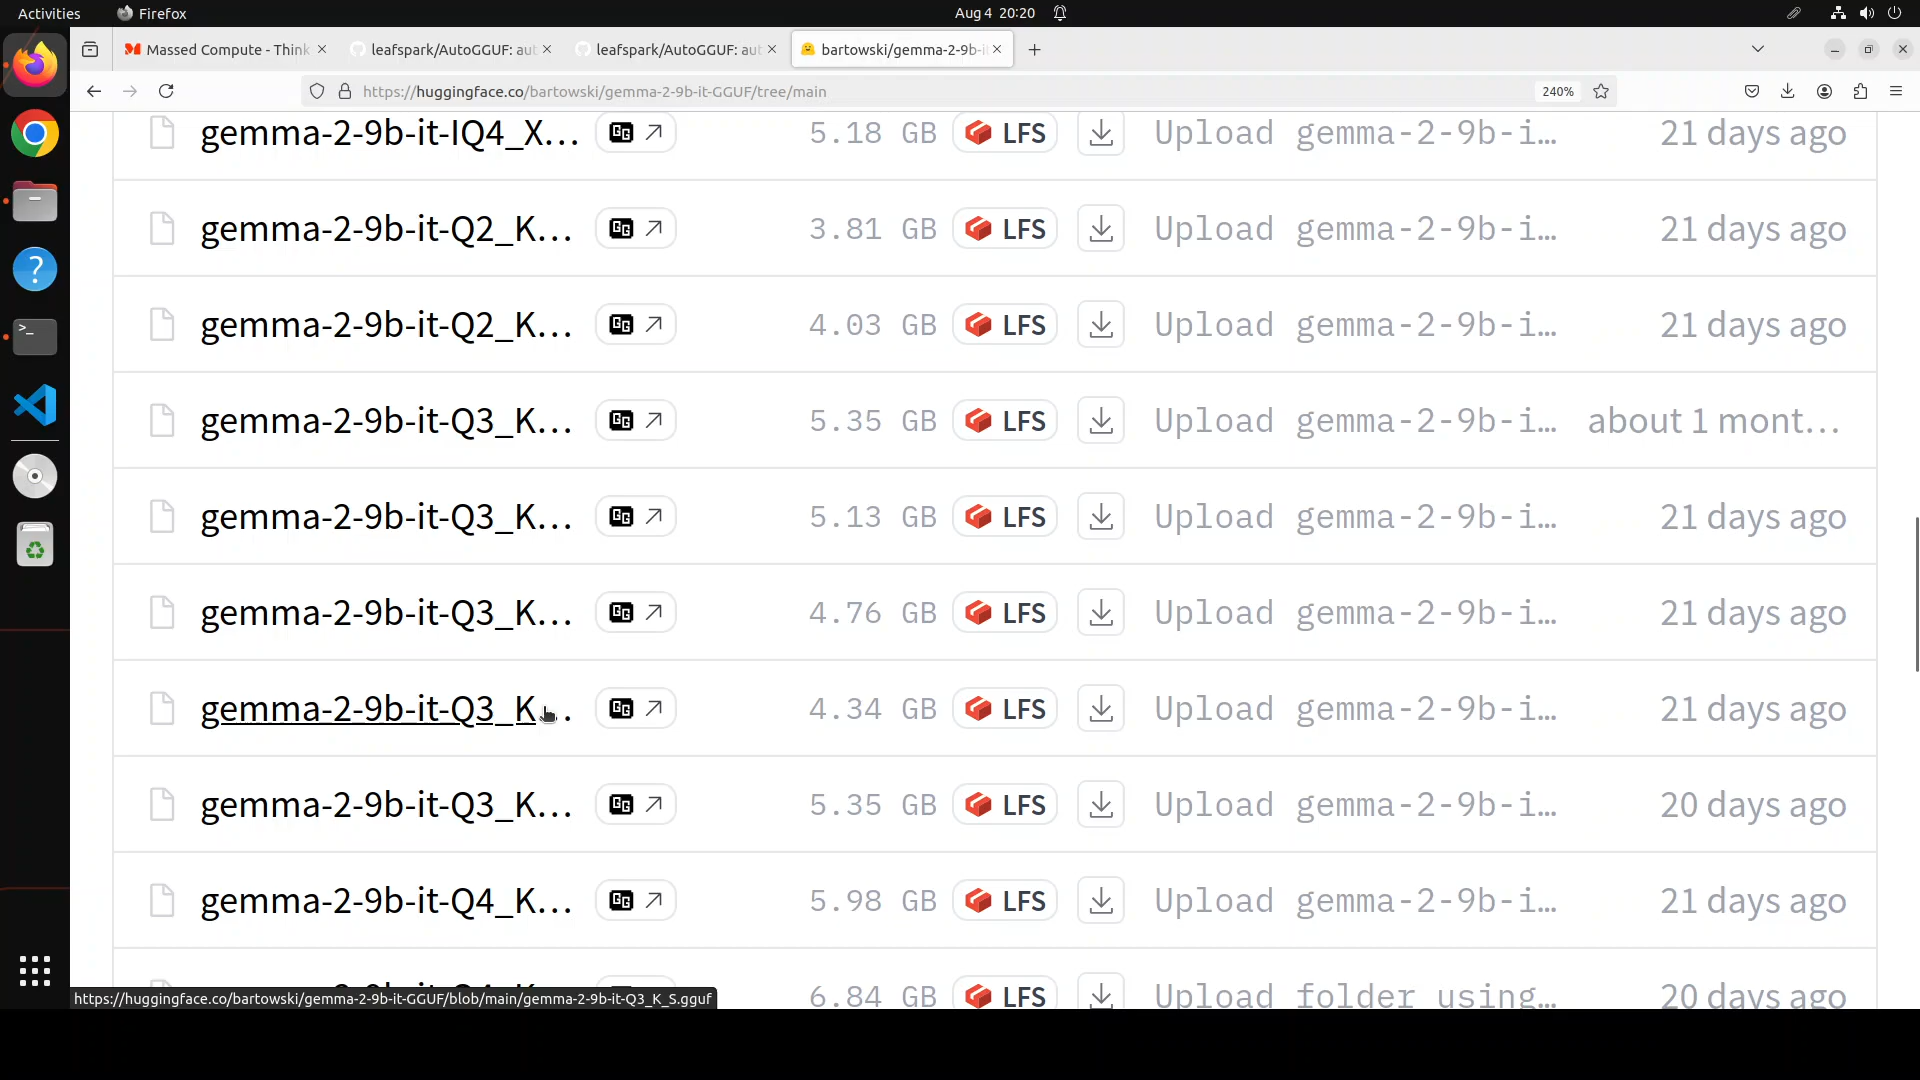 Activities Firefox Aug 4 20:20
Massed Compute - Think leafspark/AutoGGUF: aut leafspark/AutoGGUF: aut bartowski/gemma-2-9b-i
https://huggingface.co/bartowski/gemma-2-9b-it-GGUF/tree/main 240%
gemma-2-9b-it-IQ4_X... 5.18 GB LFS Upload gemma-2-9b-i… 21 days ago
gemma-2-9b-it-Q2_K... 3.81 GB LFS Upload gemma-2-9b-i… 21 days ago
gemma-2-9b-it-Q2_K... 4.03 GB LFS Upload gemma-2-9b-i… 21 days ago
gemma-2-9b-it-Q3_K... 5.35 GB LFS Upload gemma-2-9b-i… about 1 mont...
gemma-2-9b-it-Q3_K... 5.13 GB LFS Upload gemma-2-9b-i… 21 days ago
gemma-2-9b-it-Q3_K... 4.76 GB LFS Upload gemma-2-9b-i… 21 days ago
gemma-2-9b-it-Q3_K... 4.34 GB LFS Upload gemma-2-9b-i… 21 days ago
gemma-2-9b-it-Q3_K... 5.35 GB LFS Upload gemma-2-9b-i… 20 days ago
gemma-2-9b-it-Q4_K... 5.98 GB LFS Upload gemma-2-9b-i… 21 days ago
6.84 GB LFS Upload folder using… 20 days ago
https://huggingface.co/bartowski/gemma-2-9b-it-GGUF/blob/main/gemma-2-9b-it-Q3_K_S.gguf